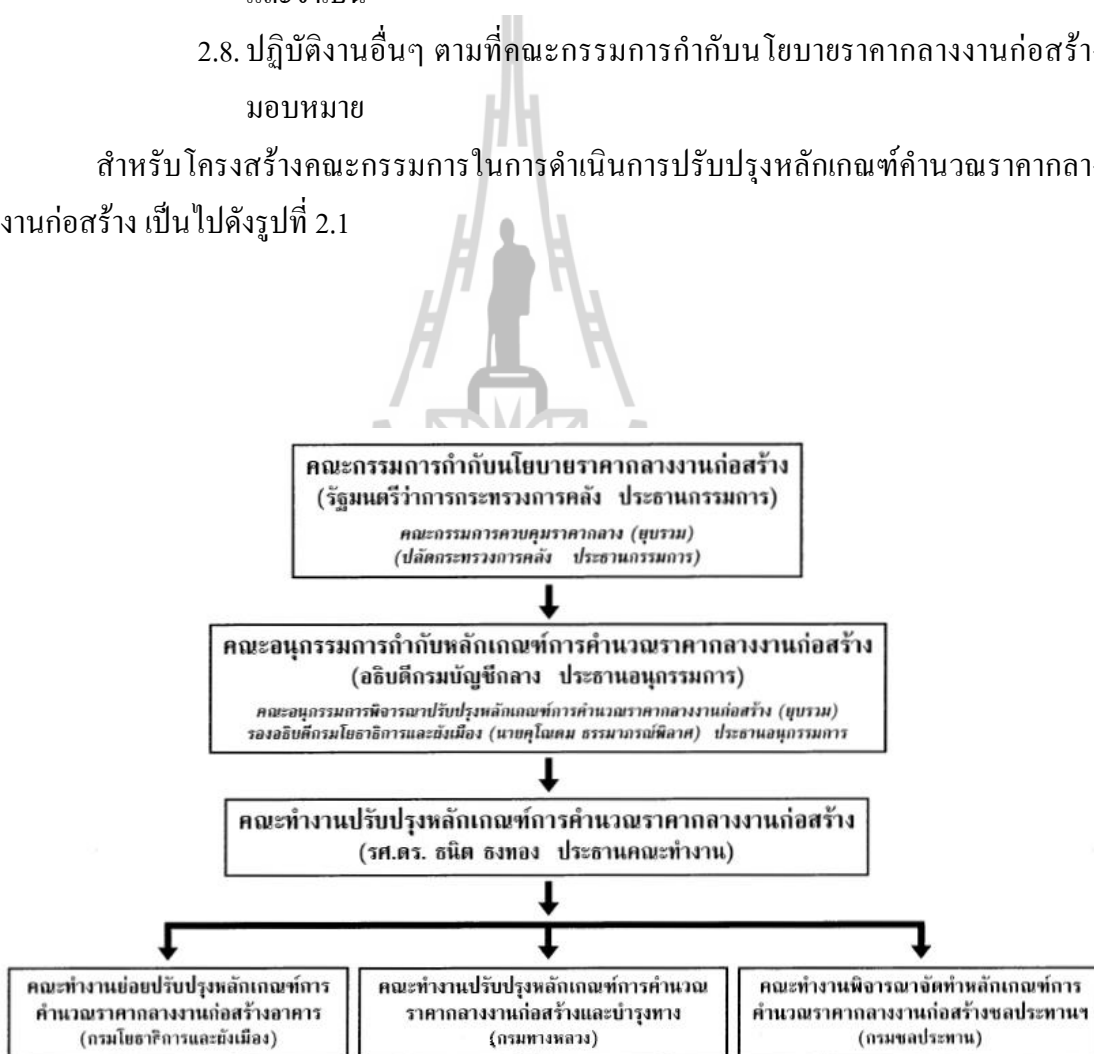 และจำเป็น
2.8. ปฏิบัติงานอื่นๆ ตามที่คณะกรรมการกำกับนโยบายราคากลางงานก่อสร้า
มอบหมาย
สำหรับโครงสร้างคณะกรรมการในการดำเนินการปรับปรุงหลักเกณฑ์คำนวณราคากลา
งานก่อสร้าง เป็นไปดังรูปที่ 2.1
คณะกรรมการกำกับนโยบายราคากลางงานก่อสร้าง
(รัฐมนตรีว่าการกระทรวงการคลัง ประธานกรรมการ)
คณะกรรมการควบคุมราคากลาง (ยุบรวม)
(ปลัดกระทรวงการคลัง ประธานกรรมการ)
คณะอนุกรรมการกำกับหลักเกณฑ์การคำนวณราคากลางงานก่อสร้าง
(อธิบดีกรมบัญชีกลาง ประธานอนุกรรมการ)
คณะอนุกรรมการพิจารณาปรับปรุงหลักเกณฑ์การคำนวณราคากลางงานก่อสร้าง (ยุบรวม)
รองอธิบดีกรมโยธาธิการและผังเมือง (นายคุโณดม ธรรมาภรณ์พิลาศ) ประธานอนุกรรมการ
คณะทำงานปรับปรุงหลักเกณฑ์การคำนวณราคากลางงานก่อสร้าง
(รศ.ดร. ธนิต ธงทอง ประธานคณะทำงาน)
คณะทำงานย่อยปรับปรุงหลักเกณฑ์การ
คำนวณราคากลางงานก่อสร้างอาคาร
(กรมโยธาธิการและผังเมือง)
คณะทำงานปรับปรุงหลักเกณฑ์การคำนวณ
ราคากลางงานก่อสร้างและบำรุงทาง
(กรมทางหลวง)
คณะทำงานพิจารณาจัดทำหลักเกณฑ์การ
คำนวณราคากลางงานก่อสร้างชลประทานฯ
(กรมชลประทาน)